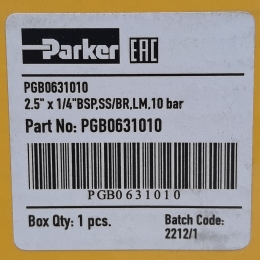 Parker EAC
PGB0631010
2.5" x 1/4"BSP,SS/BR,LM,10 bar
Part No: PGB0631010
PGB0631010
Box Qty: 1 pcs.
Batch Code:
2212/1